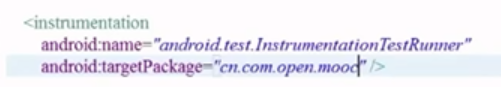 <instrumentation
android:name="android.test.InstrumentationTestRunner"
android:targetPackage="cn.com.open.mooc" />